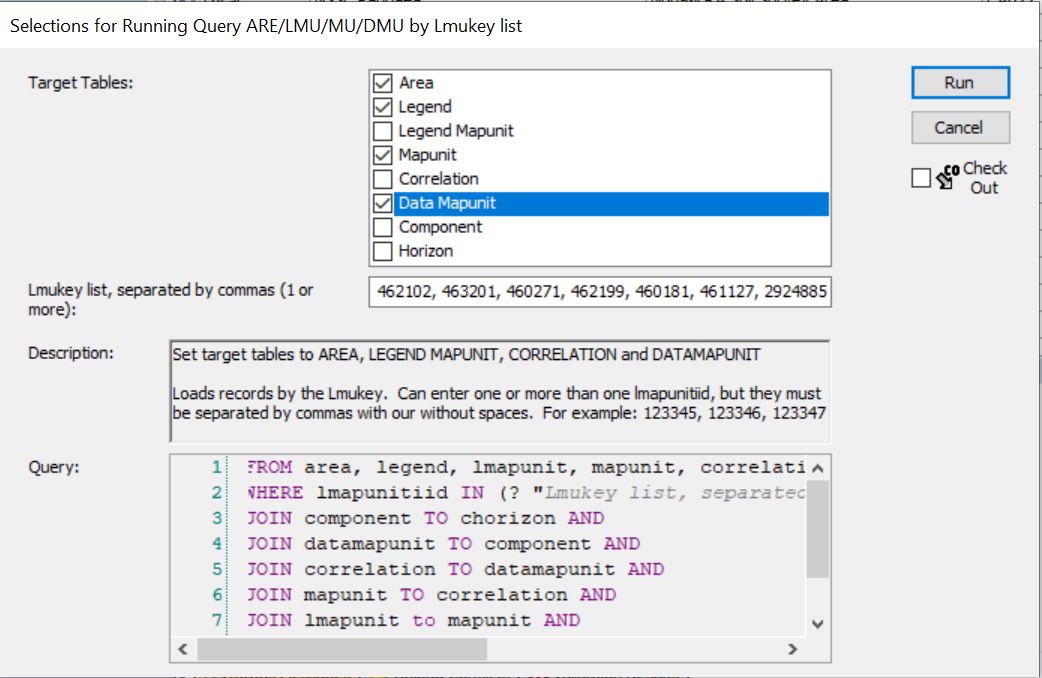 Selections for Running Query ARE/LMU/MU/DMU by Lmukey list
Target Tables:
Area
Legend
Legend Mapunit
Mapunit
Correlation
Data Mapunit
Component
Horizon
Run
Cancel
CO Check
Out
Lmukey list, separated by commas (1 or
more):
462102, 463201, 460271, 462199, 460181, 461127, 2924885
Description:
Set target tables to AREA, LEGEND MAPUNIT, CORRELATION and DATAMAPUNIT
Loads records by the Lmukey. Can enter one or more than one lmapunitiid, but they must
be separated by commas with our without spaces. For example: 123345, 123346, 123347
Query:
1 FROM area, legend, lmapunit, mapunit, correlati
2 WHERE lmapunitiid IN (? "Lmukey list, separated
3 JOIN component TO chorizon AND
4 JOIN datamapunit TO component AND
5 JOIN correlation TO datamapunit AND
6 JOIN mapunit TO correlation AND
7 JOIN lmapunit to mapunit AND